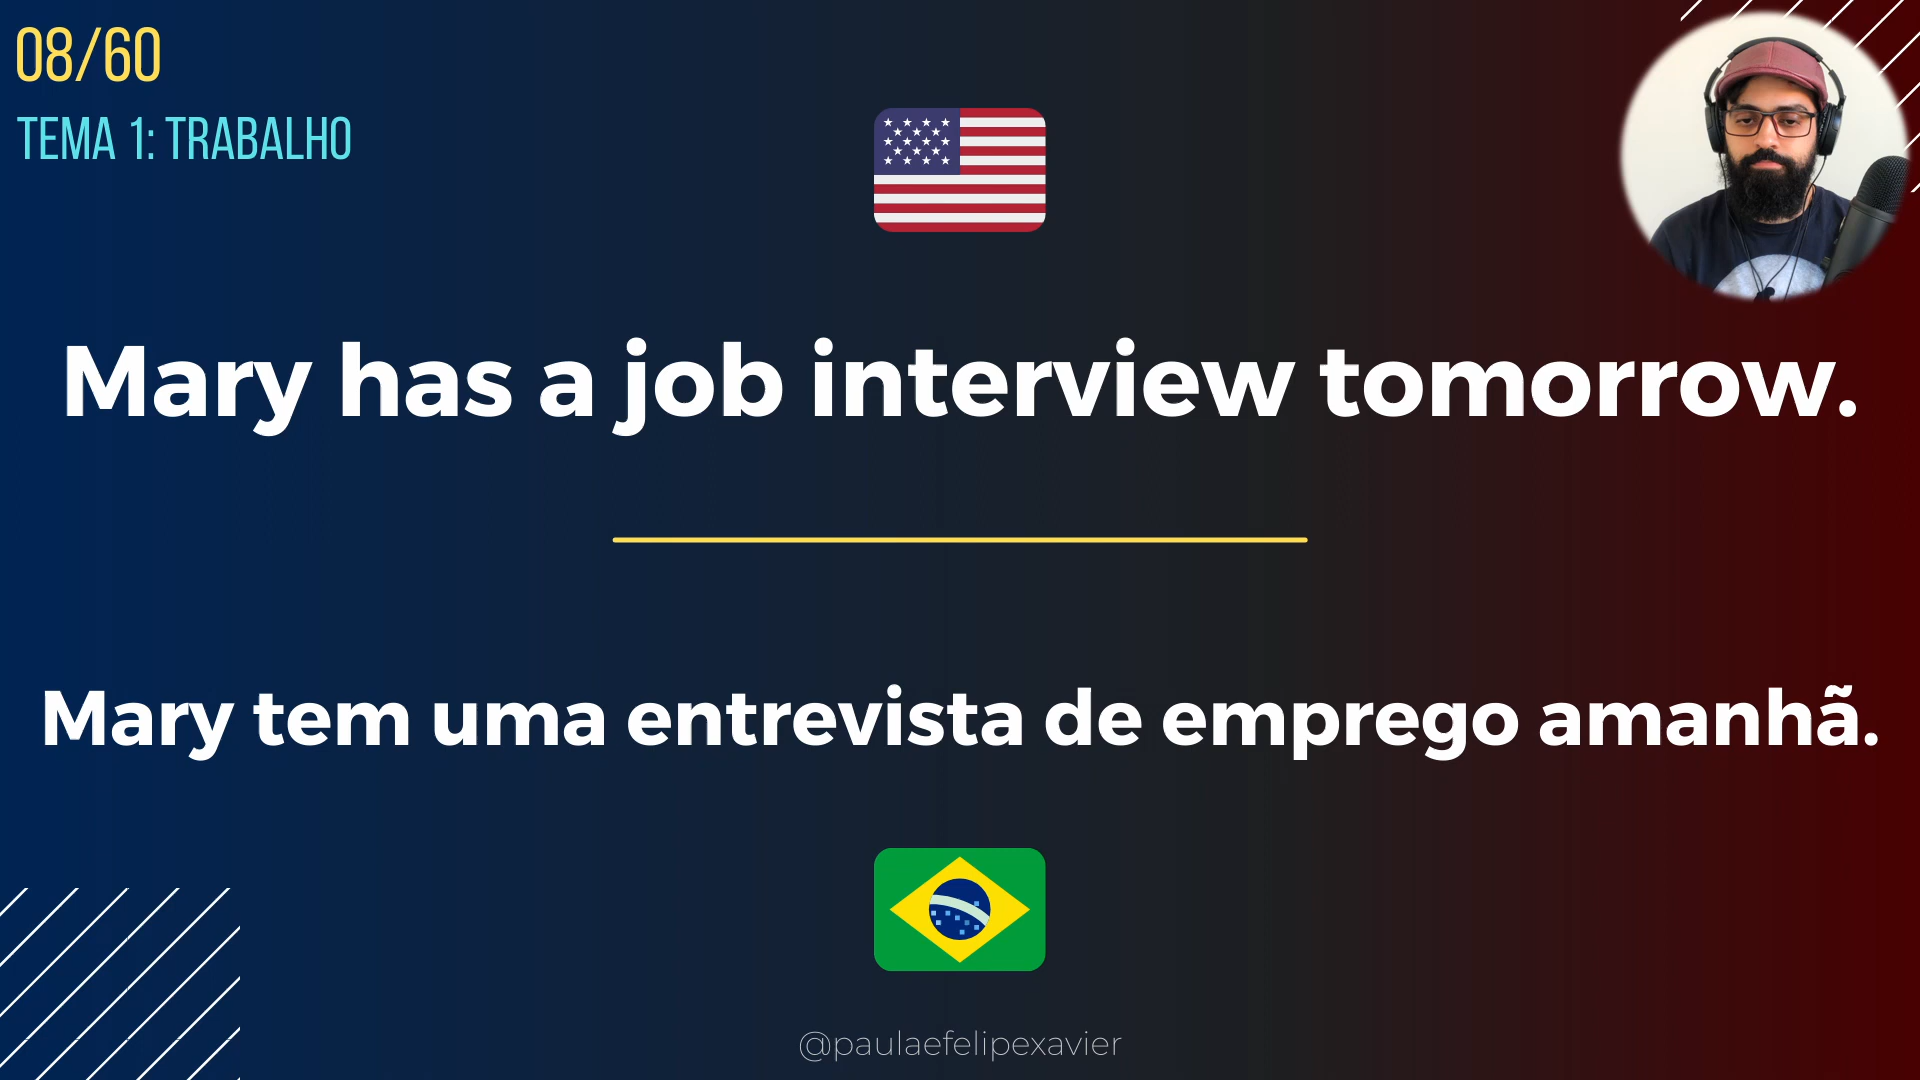 08/60
TEMA 1: TRABALHO
Mary has a job interview tomorrow.
Mary tem uma entrevista de emprego amanhã.
@paulaefelipexavier